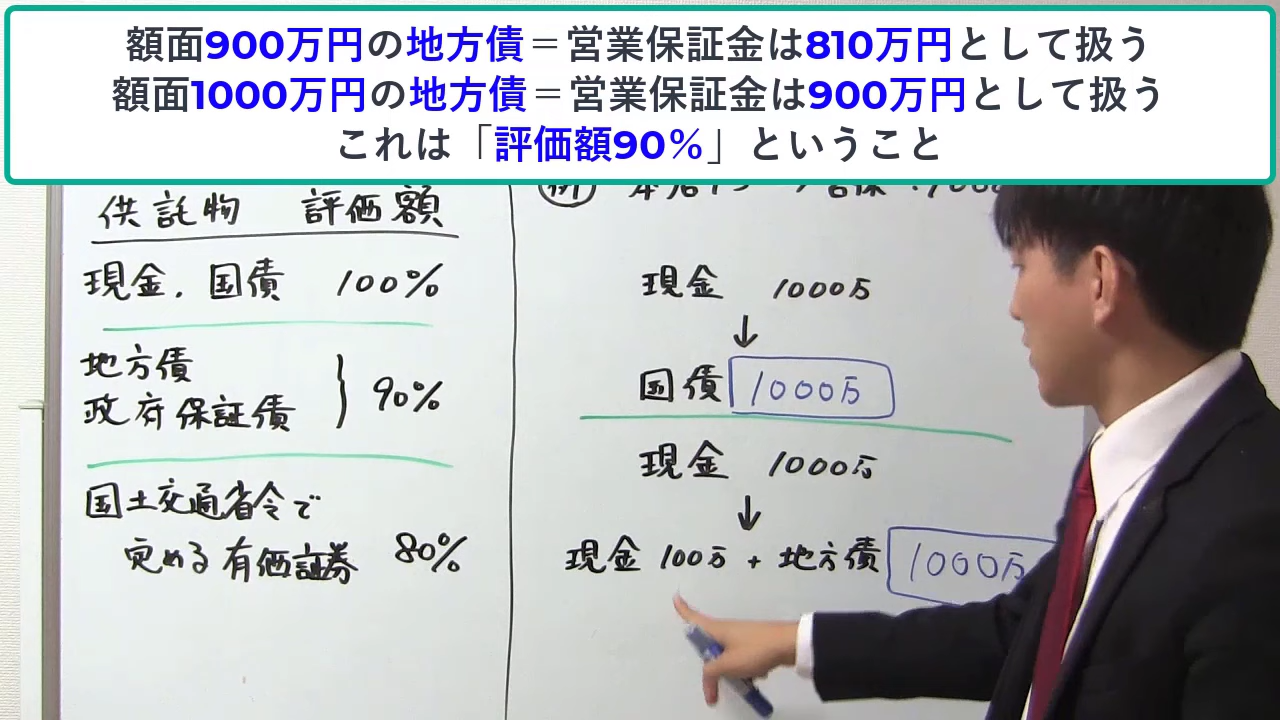 額面900万円の地方債＝営業保証金は810万円として扱う
額面1000万円の地方債＝営業保証金は900万円として扱う
これは「評価額90％」ということ
供託物 評価額
現金．国債 100%
地方債
政府保証債
90%
国土交通省令で
定める有価証券 80%
現金 1000万
↓
国債 1000万
現金 1000万
↓
現金 100万 + 地方債 1000万